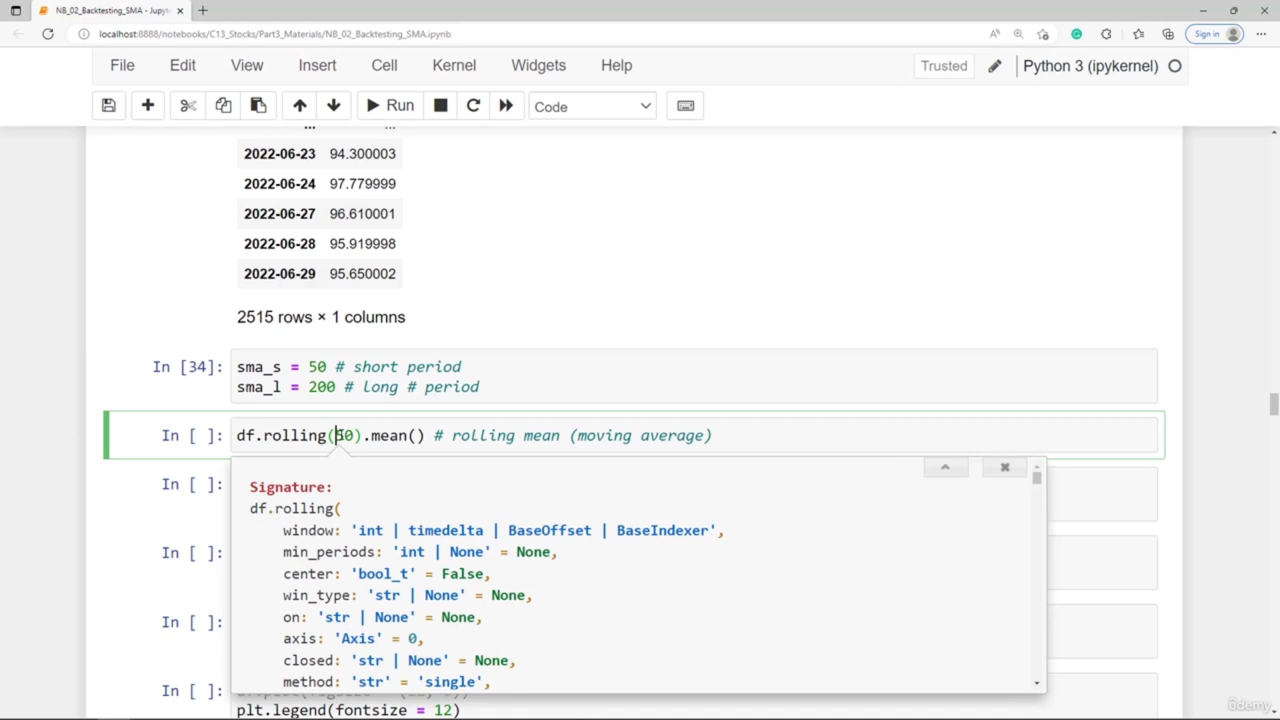 NB_02_Backtesting_SMA - Jupyt
Sign in
localhost:8888/notebooks/C13_Stocks/Part3_Materials/NB_02_Backtesting_SMA.ipynb
File Edit View Insert Cell Kernel Widgets Help Trusted Python 3 (ipykernel)
Run Code
... ...
2022-06-23 94.300003
2022-06-24 97.779999
2022-06-27 96.610001
2022-06-28 95.919998
2022-06-29 95.650002
2515 rows × 1 columns
In [34]: sma_s = 50 # short period
sma_l = 200 # long # period
In [ ]: df.rolling(50).mean() # rolling mean (moving average)
Signature:
In [ ]:
df.rolling(
window: 'int | timedelta | BaseOffset | BaseIndexer',
In [ ]: min_periods: 'int | None' = None,
center: 'bool_t' = False,
win_type: 'str | None' = None,
In [ ]: on: 'str | None' = None,
axis: 'Axis' = 0,
closed: 'str | None' = None,
method: 'str' = 'single',
In [ ]:
plt.legend(fontsize = 12)
ûdemy